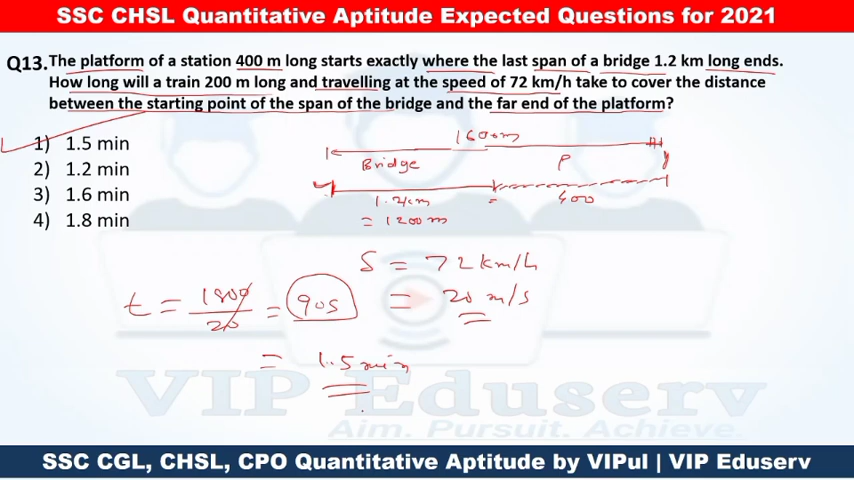 SSC CHSL Quantitative Aptitude Expected Questions for 2021
Q13. The platform of a station 400 m long starts exactly where the last span of a bridge 1.2 km long ends.
How long will a train 200 m long and travelling at the speed of 72 km/h take to cover the distance
between the starting point of the span of the bridge and the far end of the platform?
1) 1.5 min
2) 1.2 min
3) 1.6 min
4) 1.8 min
1600m
Bridge P
1.2km = 400
= 1200 m
S = 72km/h
= 20 m/s
t = 1800/20 = 90s
= 1.5 min
VIP Eduserv
Aim. Pursuit. Achieve.
SSC CGL, CHSL, CPO Quantitative Aptitude by VIPul | VIP Eduserv